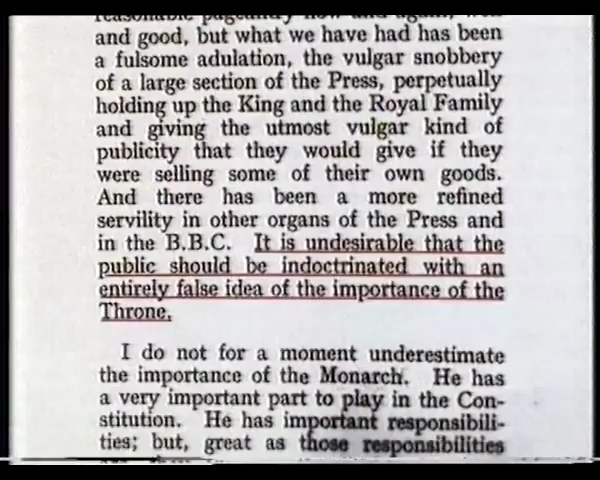 reasonable pageantry now and again, well
and good, but what we have had has been
a fulsome adulation, the vulgar snobbery
of a large section of the Press, perpetually
holding up the King and the Royal Family
and giving the utmost vulgar kind of
publicity that they would give if they
were selling some of their own goods.
And there has been a more refined
servility in other organs of the Press and
in the B.B.C. It is undesirable that the
public should be indoctrinated with an
entirely false idea of the importance of the
Throne.
I do not for a moment underestimate
the importance of the Monarch. He has
a very important part to play in the Con-
stitution. He has important responsibili-
ties; but, great as those responsibilities